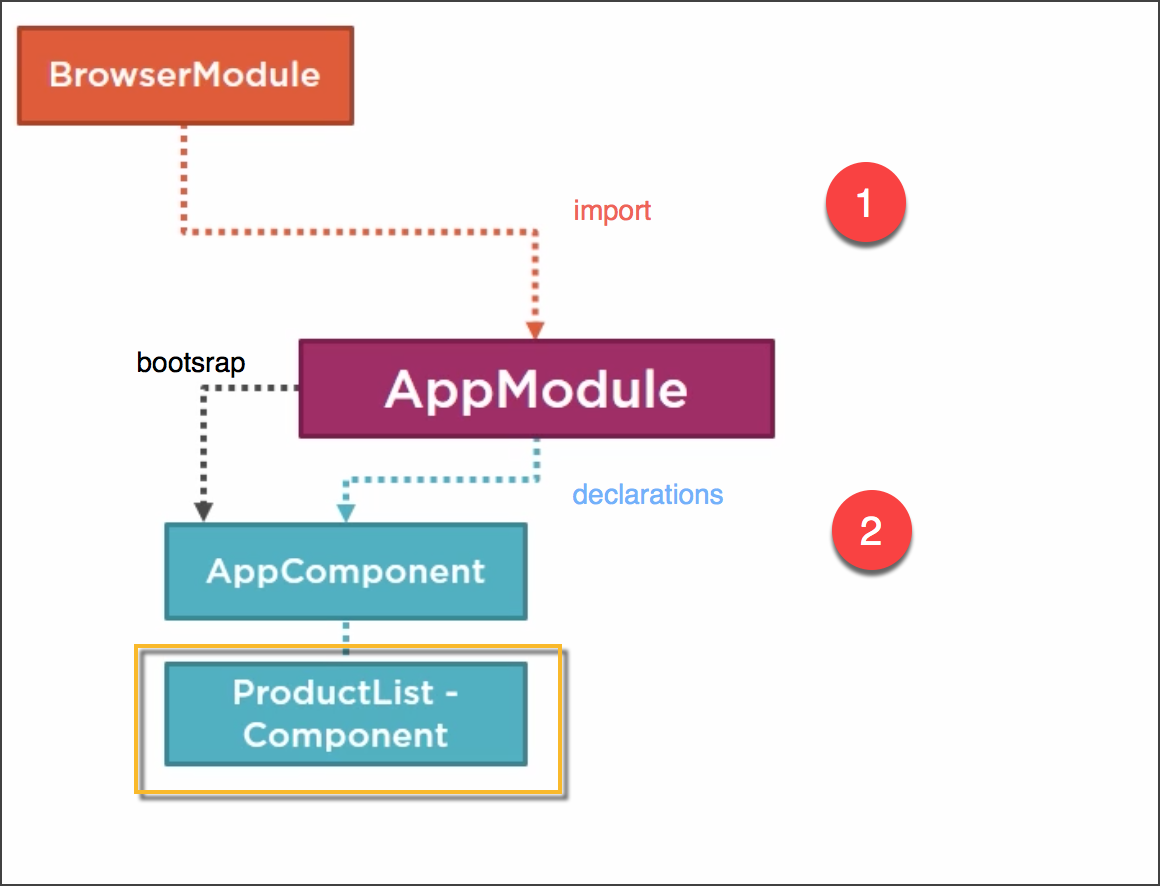 BrowserModule
import
1
bootsrap
AppModule
declarations
2
AppComponent
ProductList -
Component